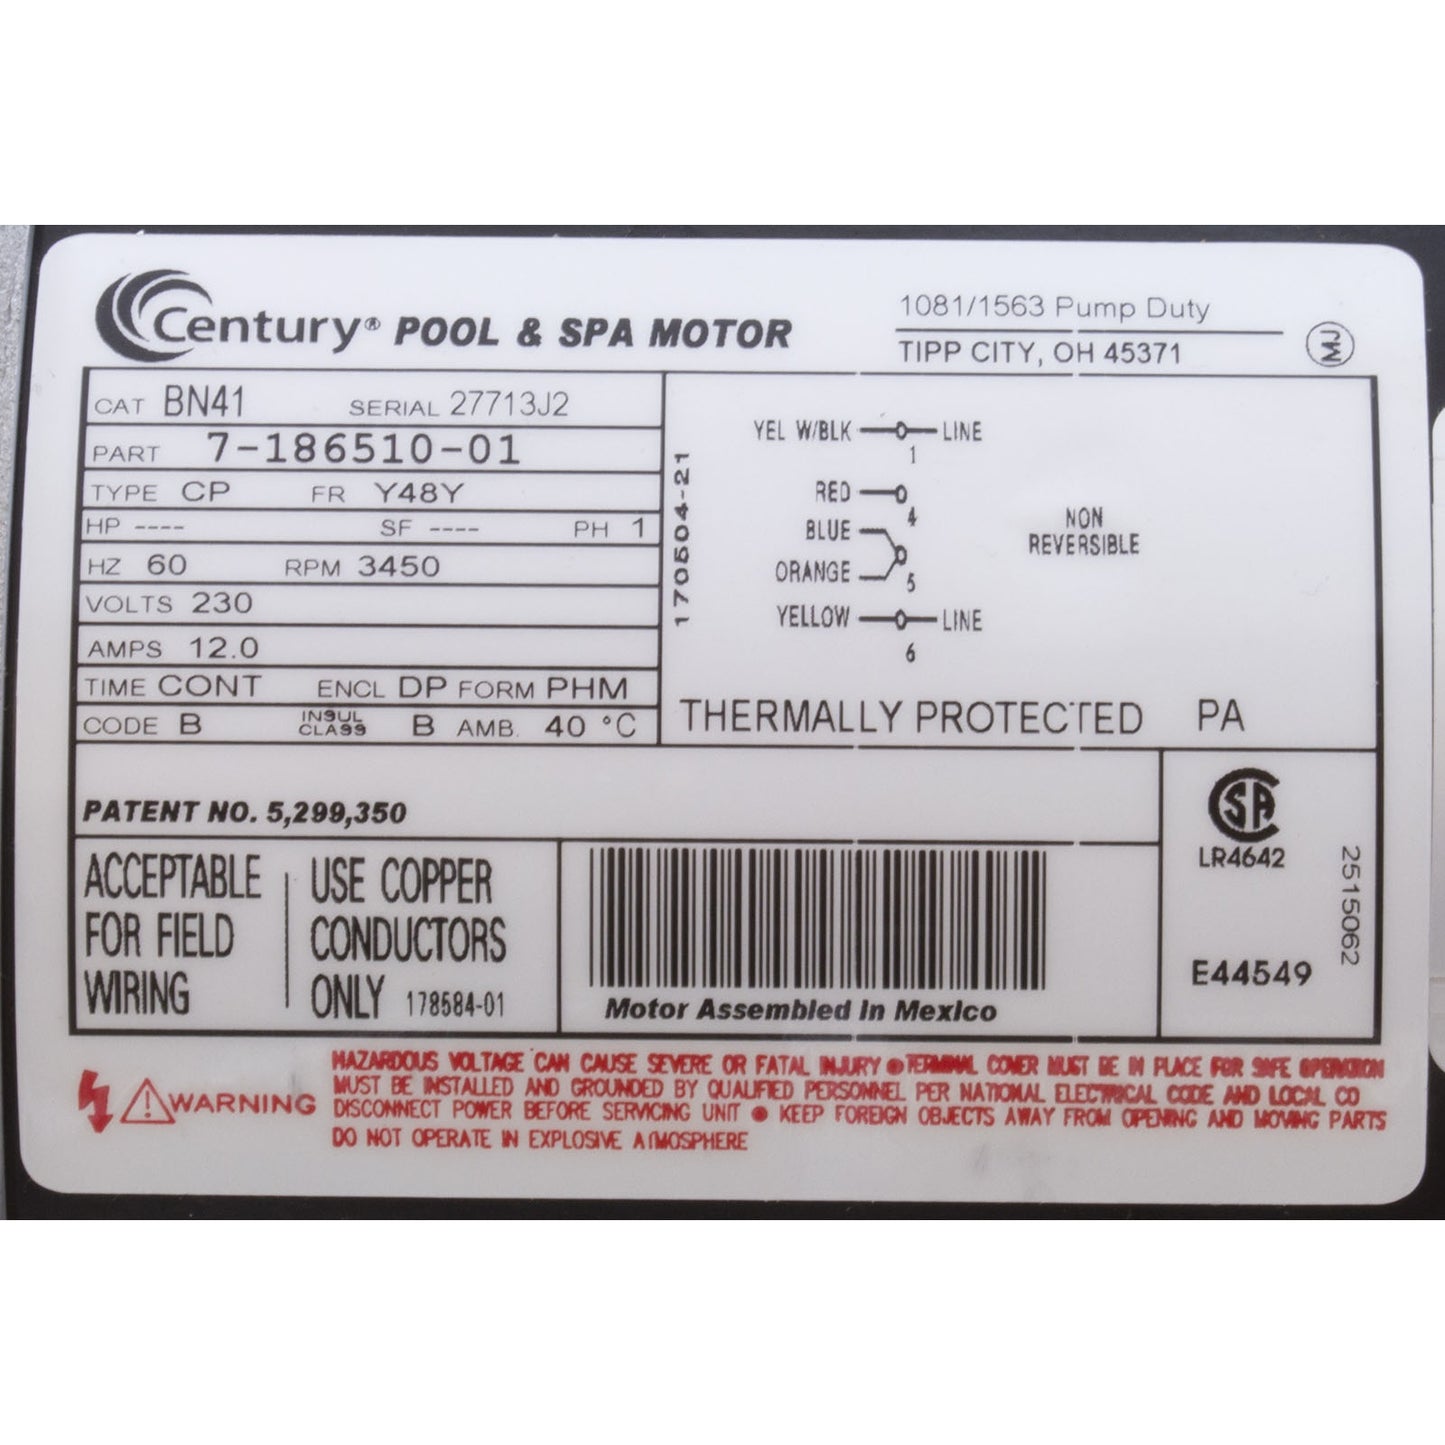 Century® POOL & SPA MOTOR
1081/1563 Pump Duty
TIPP CITY, OH 45371
CAT BN41 SERIAL 27713J2
PART 7-186510-01
TYPE CP FR Y48Y
HP ---- SF ---- PH 1
HZ 60 RPM 3450
VOLTS 230
AMPS 12.0
TIME CONT ENCL DP FORM PHM
CODE B INSUL CLASS B AMB. 40 °C
170504-21
YEL W/BLK LINE
1
RED
4
BLUE
ORANGE
5
YELLOW LINE
6
NON
REVERSIBLE
THERMALLY PROTECTED PA
PATENT NO. 5,299,350
ACCEPTABLE
FOR FIELD
WIRING
USE COPPER
CONDUCTORS
ONLY 178584-01
Motor Assembled in Mexico
SA
LR4642
E44549
2515062
WARNING
HAZARDOUS VOLTAGE CAN CAUSE SEVERE OR FATAL INJURY ● TERMINAL COVER MUST BE IN PLACE FOR SAFE OPERATION
MUST BE INSTALLED AND GROUNDED BY QUALIFIED PERSONNEL PER NATIONAL ELECTRICAL CODE AND LOCAL CO
DISCONNECT POWER BEFORE SERVICING UNIT ● KEEP FOREIGN OBJECTS AWAY FROM OPENING AND MOVING PARTS
DO NOT OPERATE IN EXPLOSIVE ATMOSPHERE